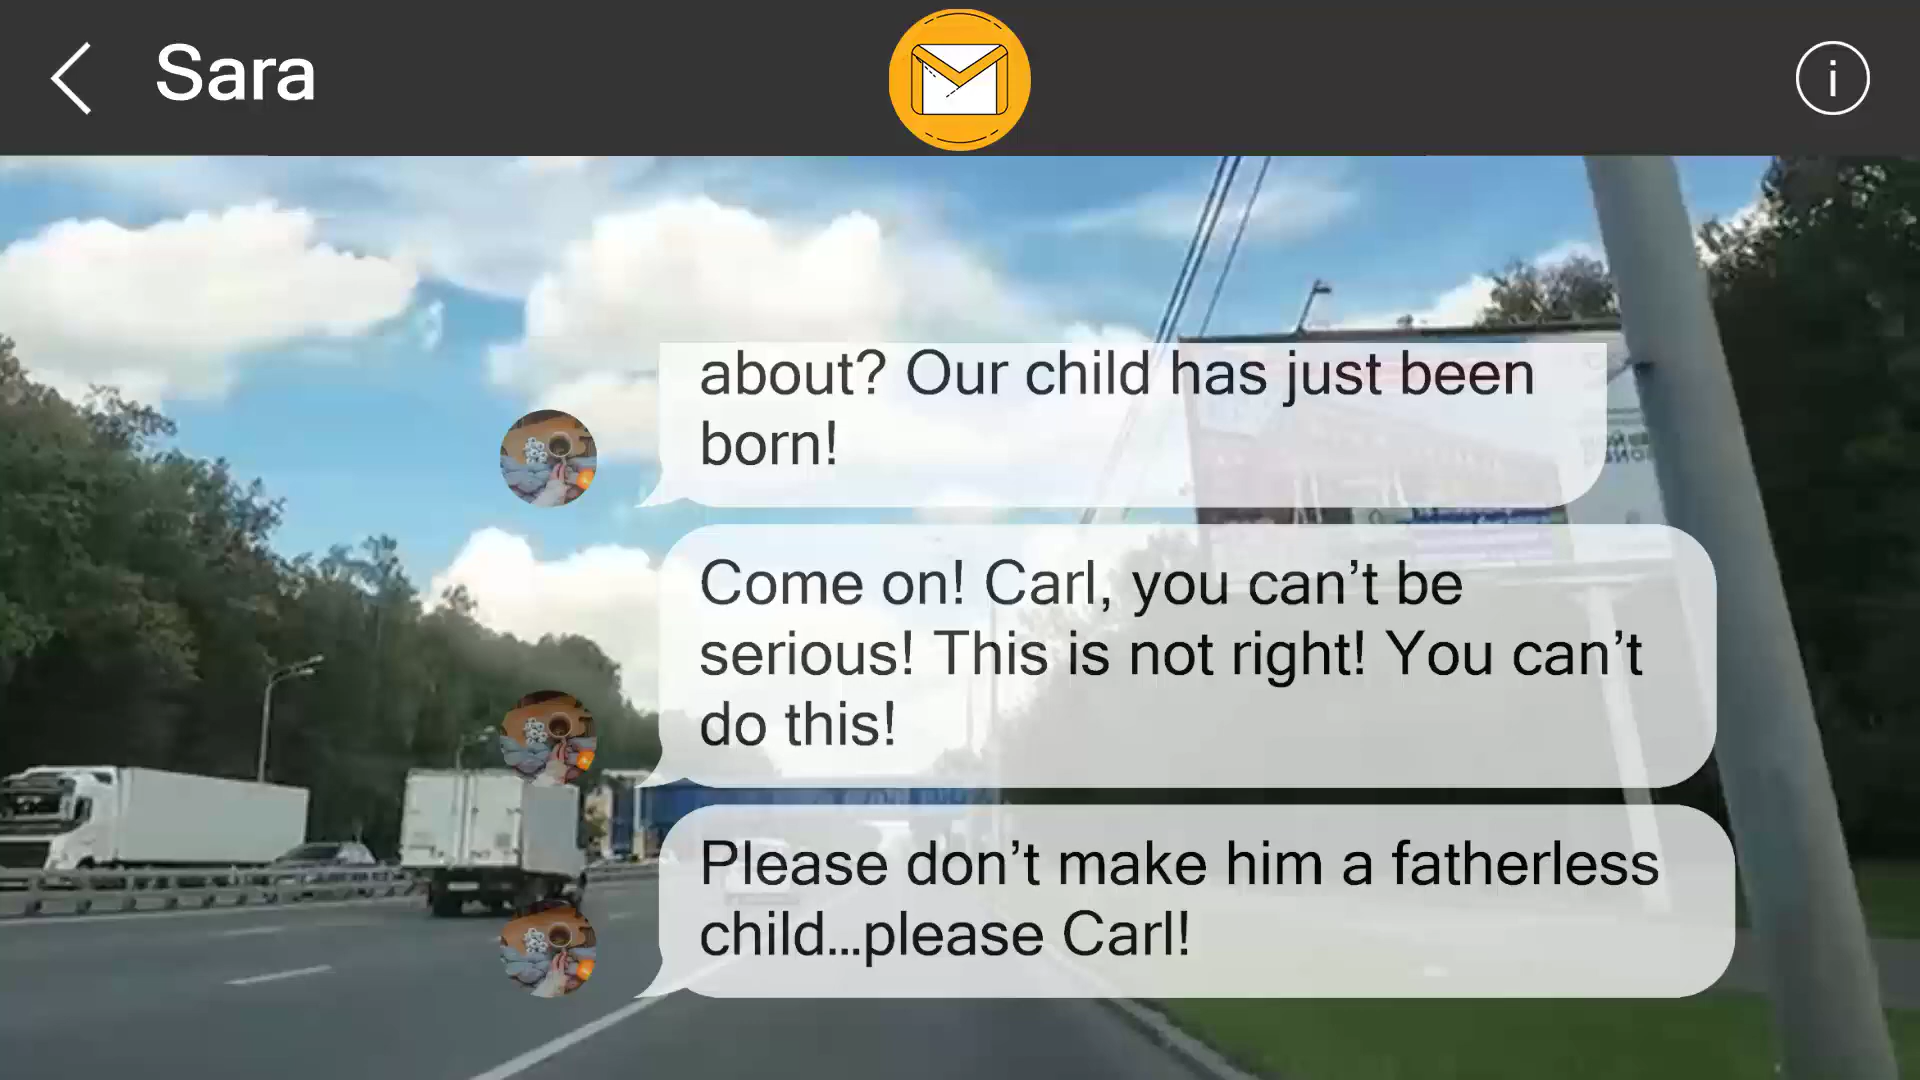 Sara
about? Our child has just been
born!
Come on! Carl, you can’t be
serious! This is not right! You can’t
do this!
Please don’t make him a fatherless
child...please Carl!